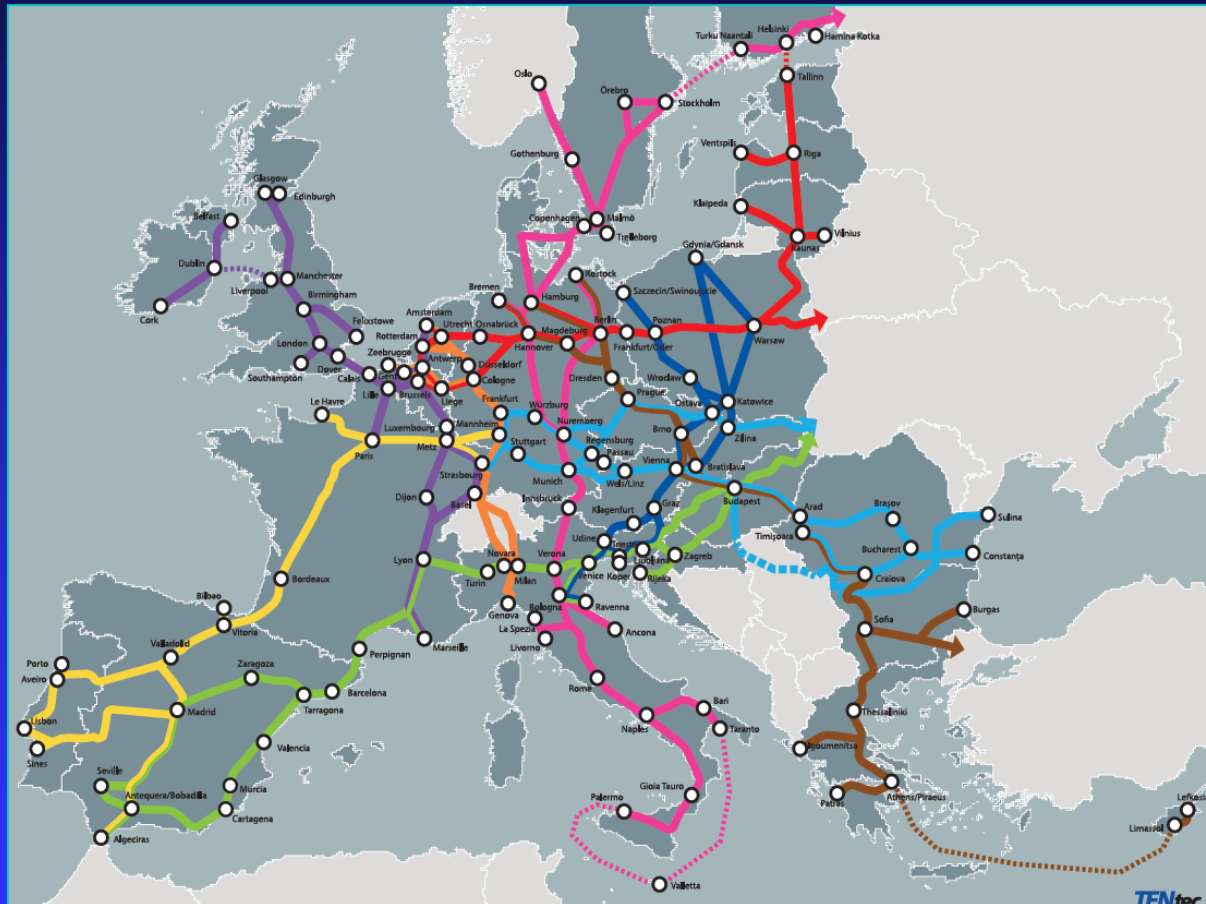 Helsinki
Turku Naantali
Hamina Kotka
Oslo
Örebro
Stockholm
Tallinn
Gothenburg
Ventspils
Riga
Glasgow
Edinburgh
Klaipeda
Belfast
Copenhagen
Malmö
Trelleborg
Kaunas
Vilnius
Gdynia/Gdansk
Dublin
Liverpool
Manchester
Rostock
Bremen
Hamburg
Szczecin/Swinoujscie
Cork
Birmingham
Felixstowe
Amsterdam
Rotterdam
Utrecht
Osnabrück
Magdeburg
Berlin
Poznan
Warsaw
London
Hannover
Frankfurt/Oder
Zeebrugge
Antwerp
Düsseldorf
Southampton
Dover
Calais
Gent
Cologne
Dresden
Wroclaw
Lille
Brussels
Liege
Prague
Katowice
Le Havre
Frankfurt
Würzburg
Ostava
Luxembourg
Mannheim
Nuremberg
Brno
Zilina
Paris
Metz
Stuttgart
Regensburg
Passau
Strasbourg
Munich
Wels/Linz
Vienna
Bratislava
Dijon
Basel
Innsbruck
Budapest
Klagenfurt
Graz
Arad
Braşov
Sulina
Timişoara
Udine
Trieste
Lyon
Novara
Verona
Ljubljana
Zagreb
Bucharest
Constanţa
Turin
Milan
Venice
Koper
Rijeka
Craiova
Bordeaux
Bilbao
Genova
Bologna
Ravenna
Burgas
Vitoria
La Spezia
Ancona
Sofia
Valladolid
Marseille
Livorno
Perpignan
Porto
Aveiro
Zaragoza
Rome
Barcelona
Tarragona
Madrid
Bari
Lisbon
Naples
Taranto
Thessaliniki
Sines
Valencia
Igoumenitsa
Seville
Murcia
Gioia Tauro
Antequera/Bobadilla
Cartagena
Palermo
Patras
Athens/Piraeus
Lefkosia
Limassol
Algeciras
Valletta
TENtec